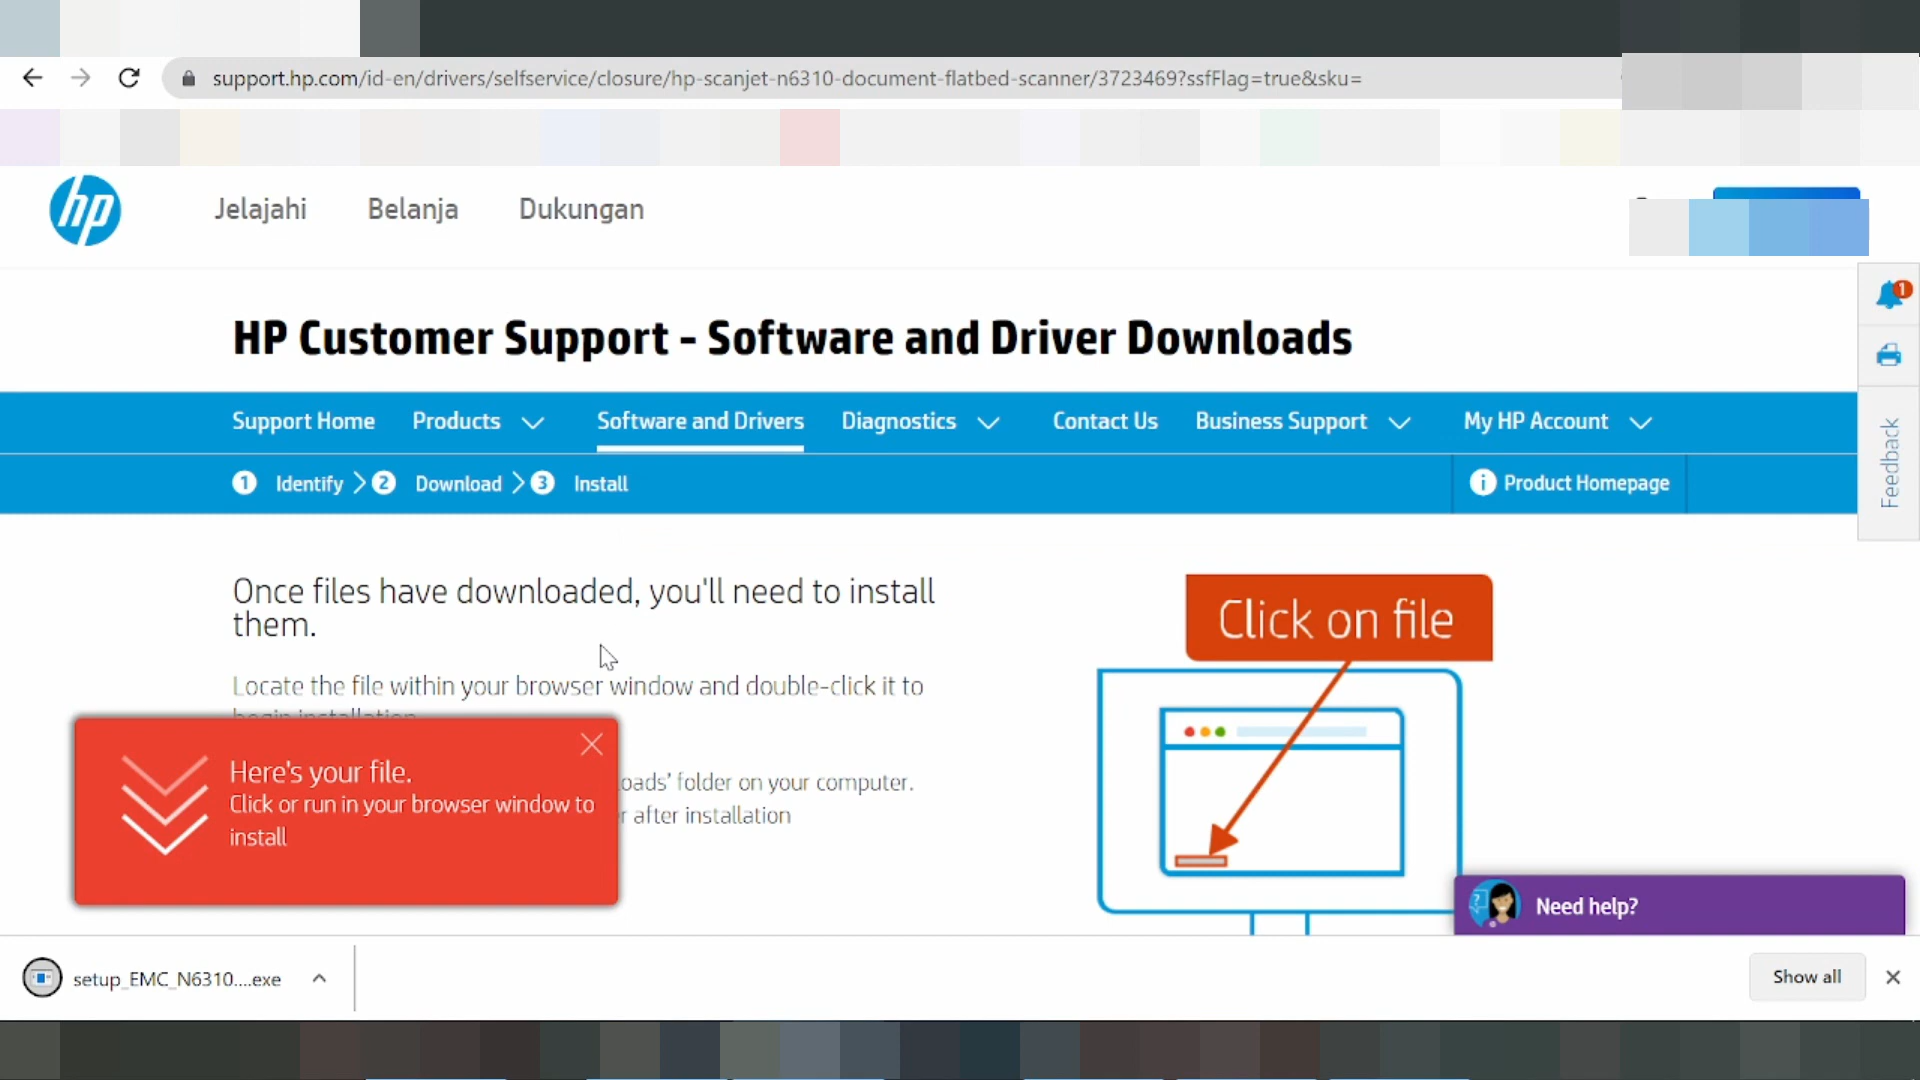 support.hp.com/id-en/drivers/selfservice/closure/hp-scanjet-n6310-document-flatbed-scanner/3723469?ssfFlag=true&sku=
hp
Jelajahi
Belanja
Dukungan
1
HP Customer Support - Software and Driver Downloads
Support Home
Products
Software and Drivers
Diagnostics
Contact Us
Business Support
My HP Account
1 Identify
2 Download
3 Install
i Product Homepage
Feedback
Once files have downloaded, you'll need to install
them.
Locate the file within your browser window and double-click it to
begin installation
oads' folder on your computer.
r after installation
Click on file
Here's your file.
Click or run in your browser window to
install
Need help?
setup_EMC_N6310....exe
Show all